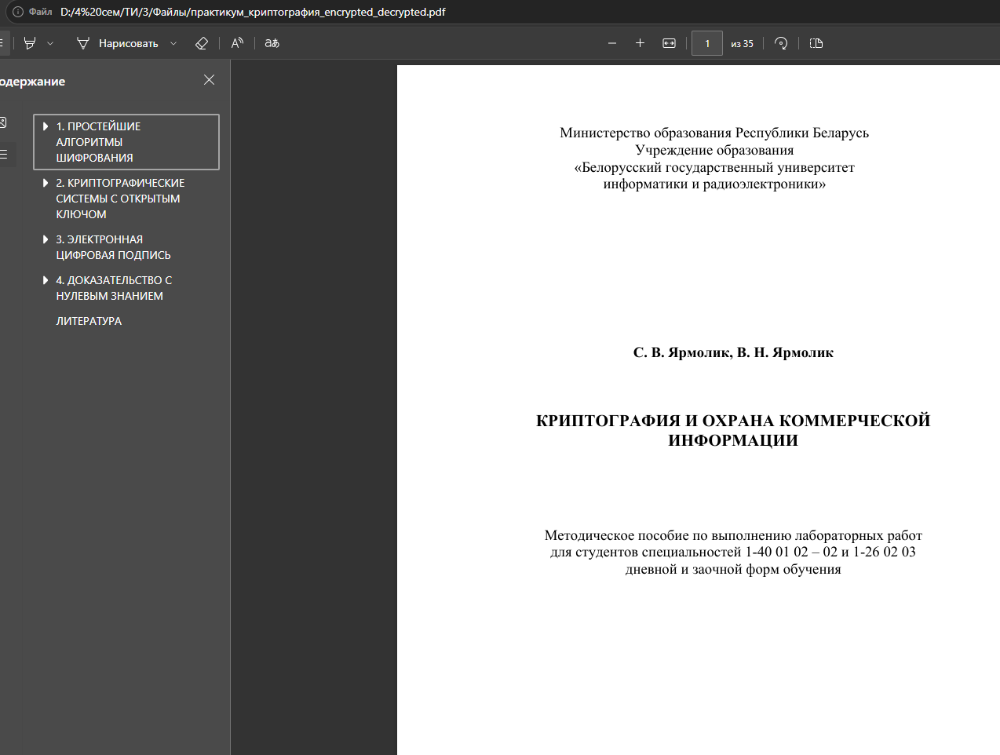 Файл D:/4%20сем/ТИ/3/Файлы/практикум_криптография_encrypted_decrypted.pdf
Нарисовать A аあ 1 из 35
одержание
1. ПРОСТЕЙШИЕ
АЛГОРИТМЫ
ШИФРОВАНИЯ
2. КРИПТОГРАФИЧЕСКИЕ
СИСТЕМЫ С ОТКРЫТЫМ
КЛЮЧОМ
3. ЭЛЕКТРОННАЯ
ЦИФРОВАЯ ПОДПИСЬ
4. ДОКАЗАТЕЛЬСТВО С
НУЛЕВЫМ ЗНАНИЕМ
ЛИТЕРАТУРА
Министерство образования Республики Беларусь
Учреждение образования
«Белорусский государственный университет
информатики и радиоэлектроники»
С. В. Ярмолик, В. Н. Ярмолик
КРИПТОГРАФИЯ И ОХРАНА КОММЕРЧЕСКОЙ
ИНФОРМАЦИИ
Методическое пособие по выполнению лабораторных работ
для студентов специальностей 1-40 01 02 – 02 и 1-26 02 03
дневной и заочной форм обучения